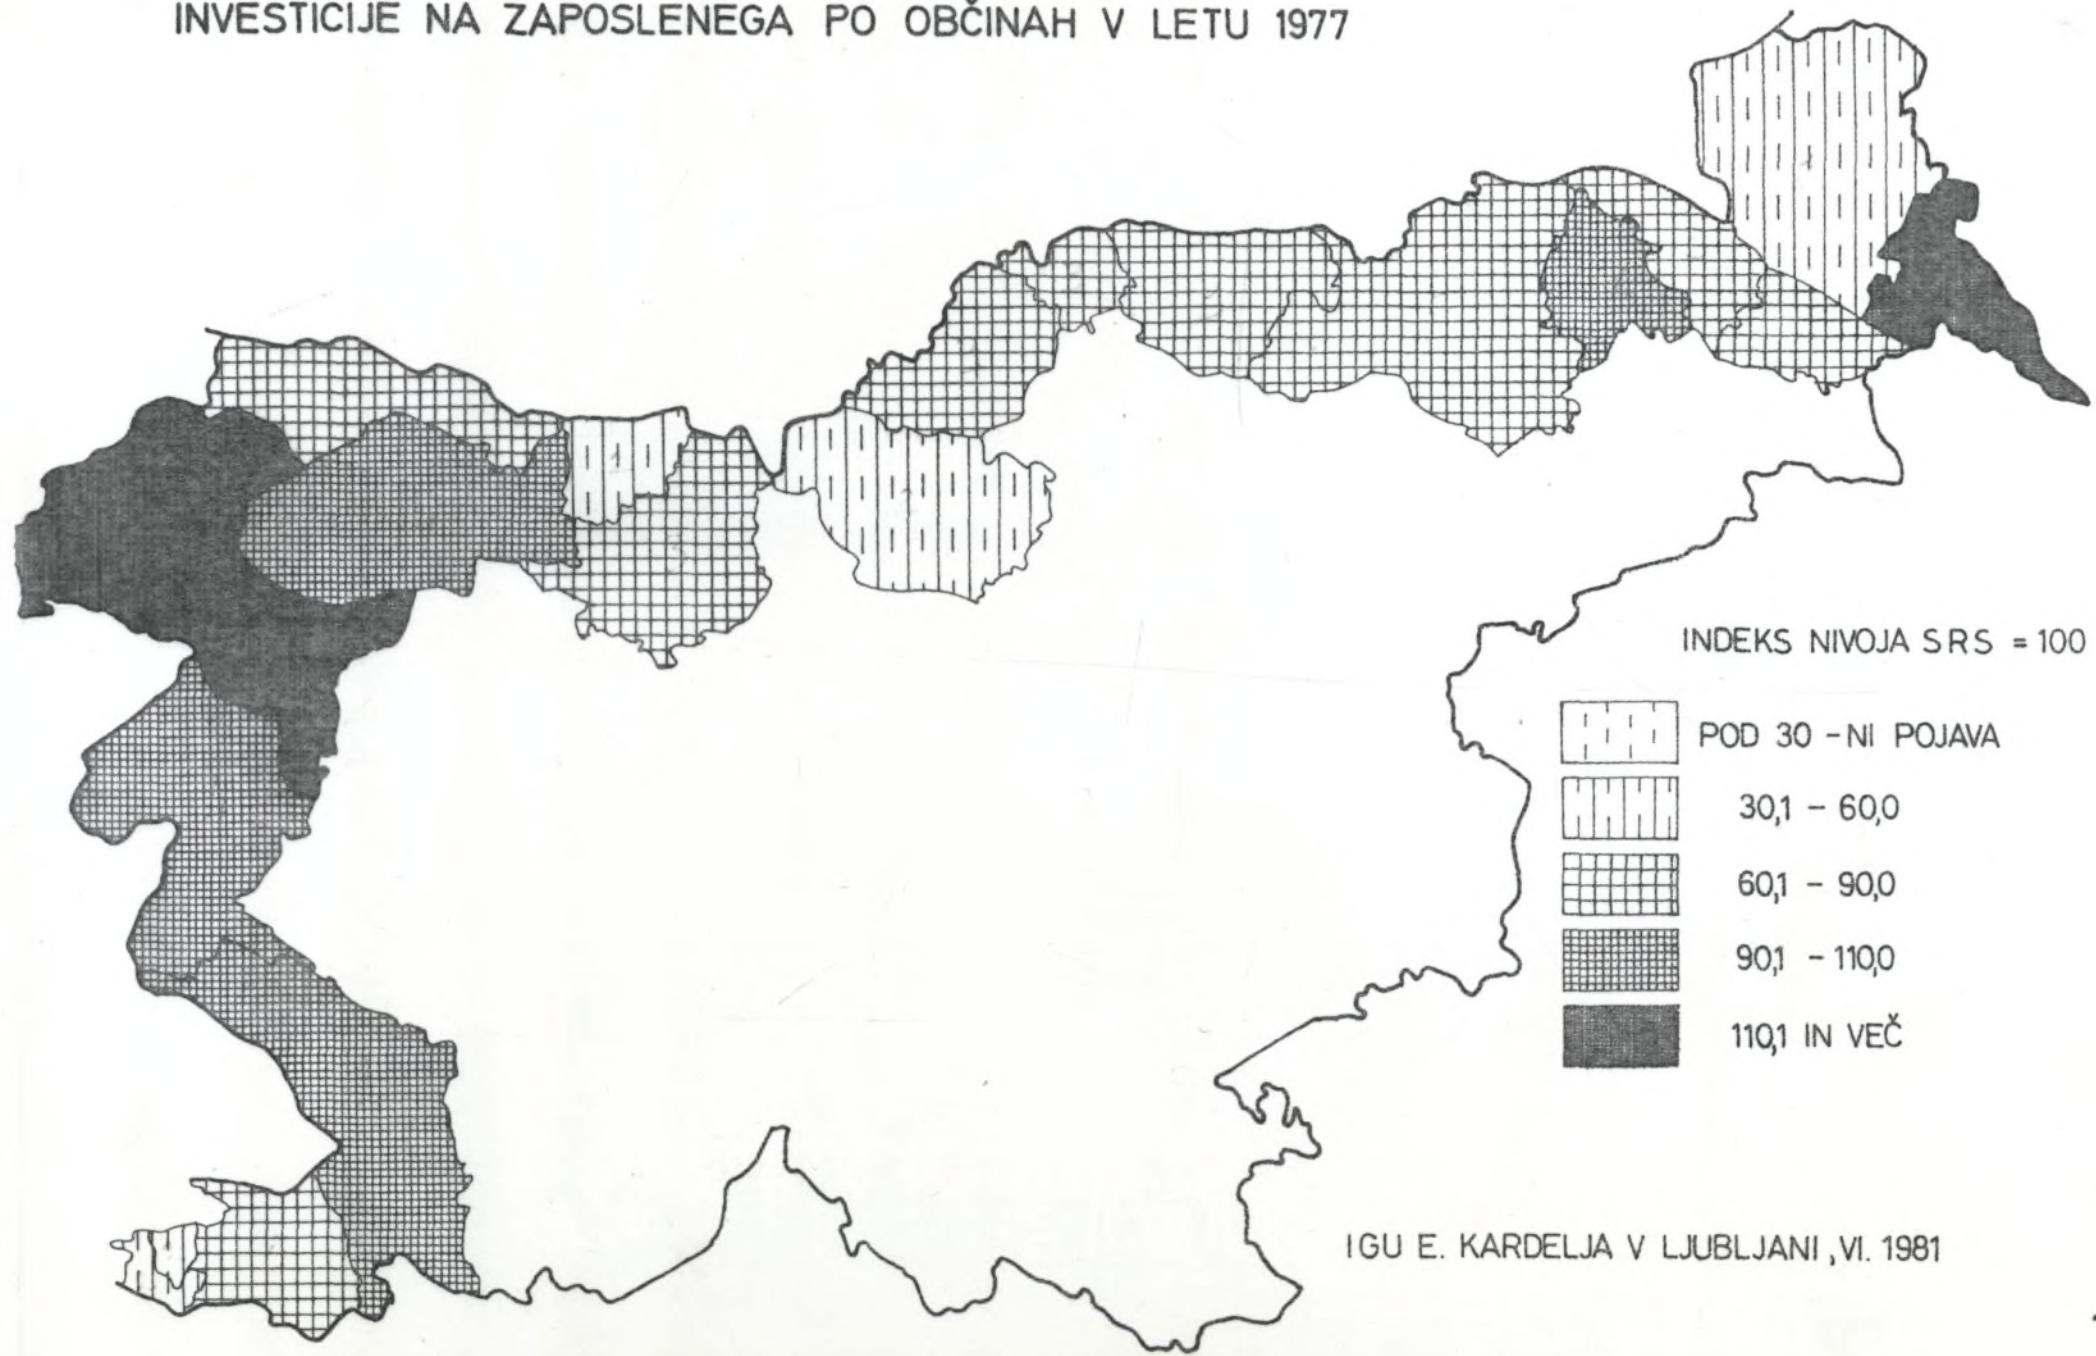 INVESTICIJE NA ZAPOSLENEGA PO OBČINAH V LETU 1977
INDEKS NIVOJA SRS = 100
POD 30 - NI POJAVA
30,1 - 60,0
60,1 - 90,0
90,1 - 110,0
110,1 IN VEČ
IGU E. KARDELJA V LJUBLJANI, VI. 1981